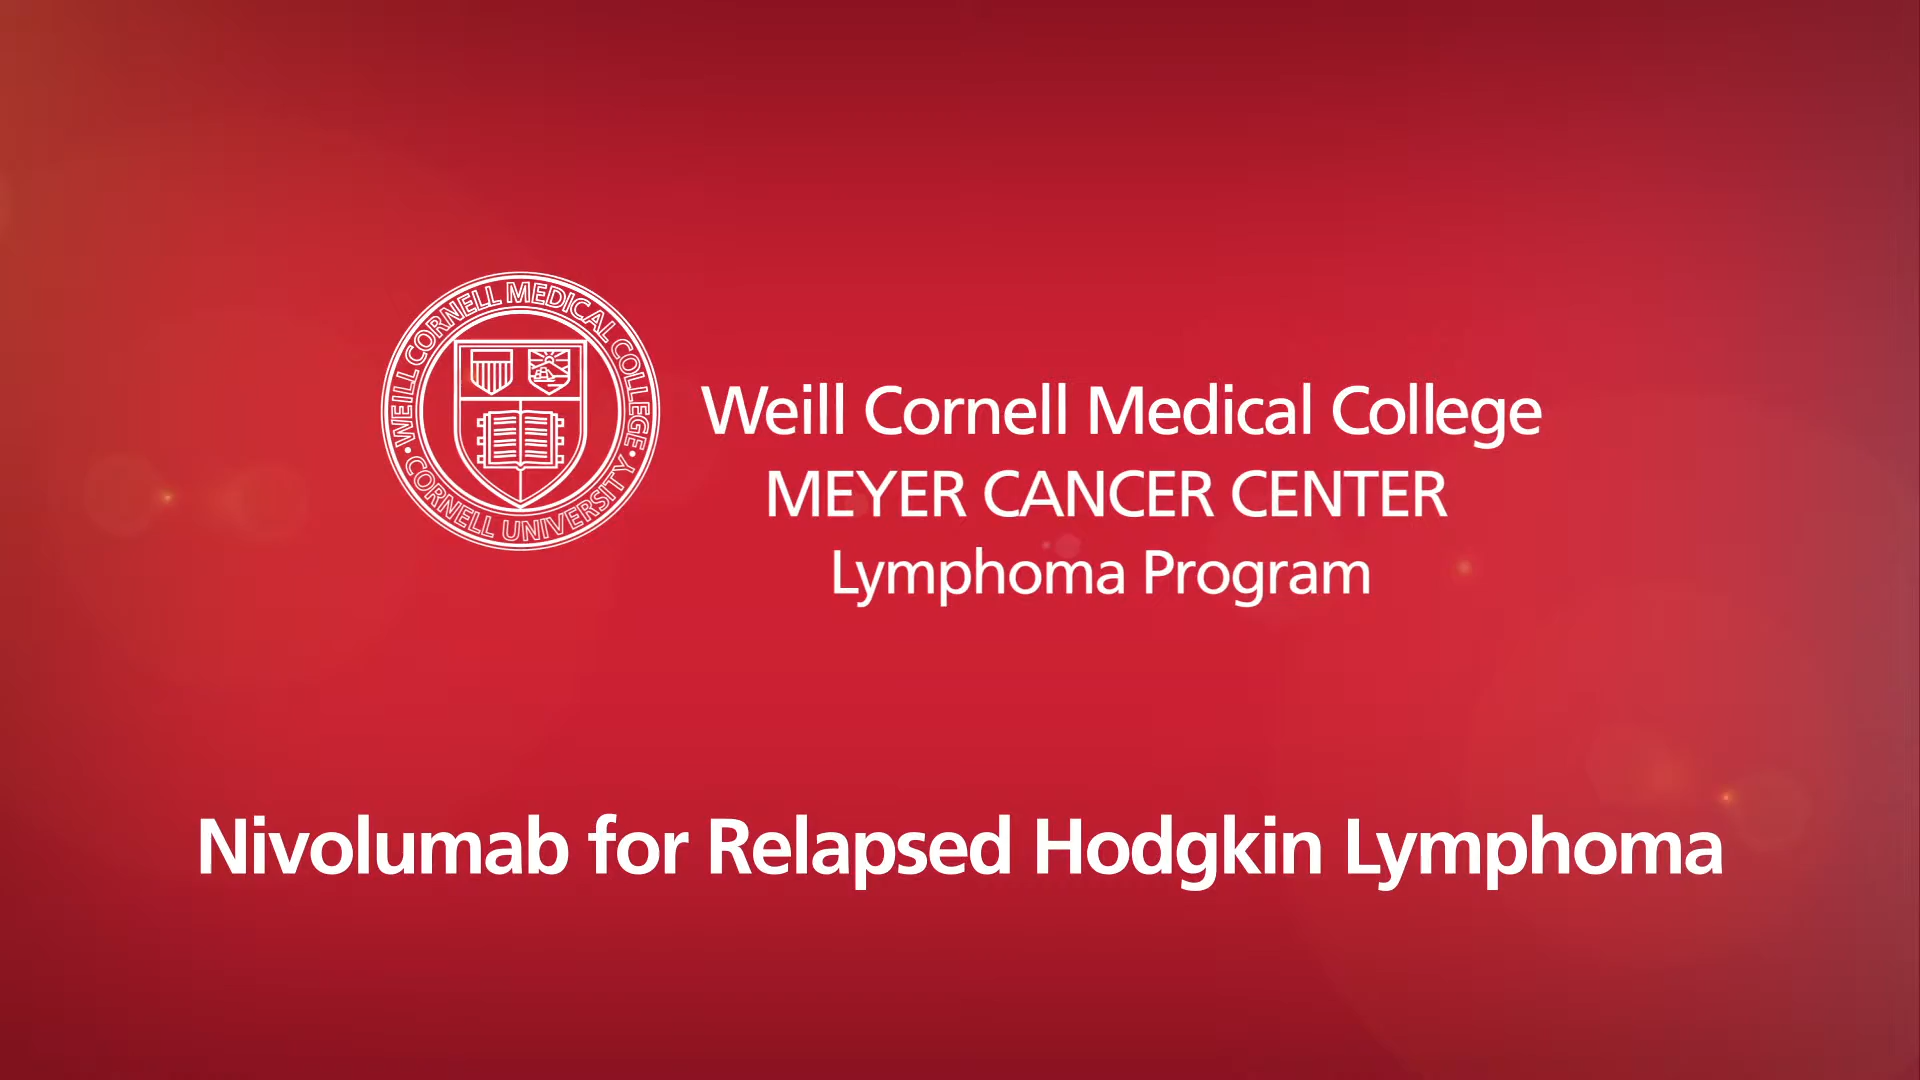 WEILL CORNELL MEDICAL COLLEGE
• CORNELL UNIVERSITY •
Weill Cornell Medical College
MEYER CANCER CENTER
Lymphoma Program
Nivolumab for Relapsed Hodgkin Lymphoma